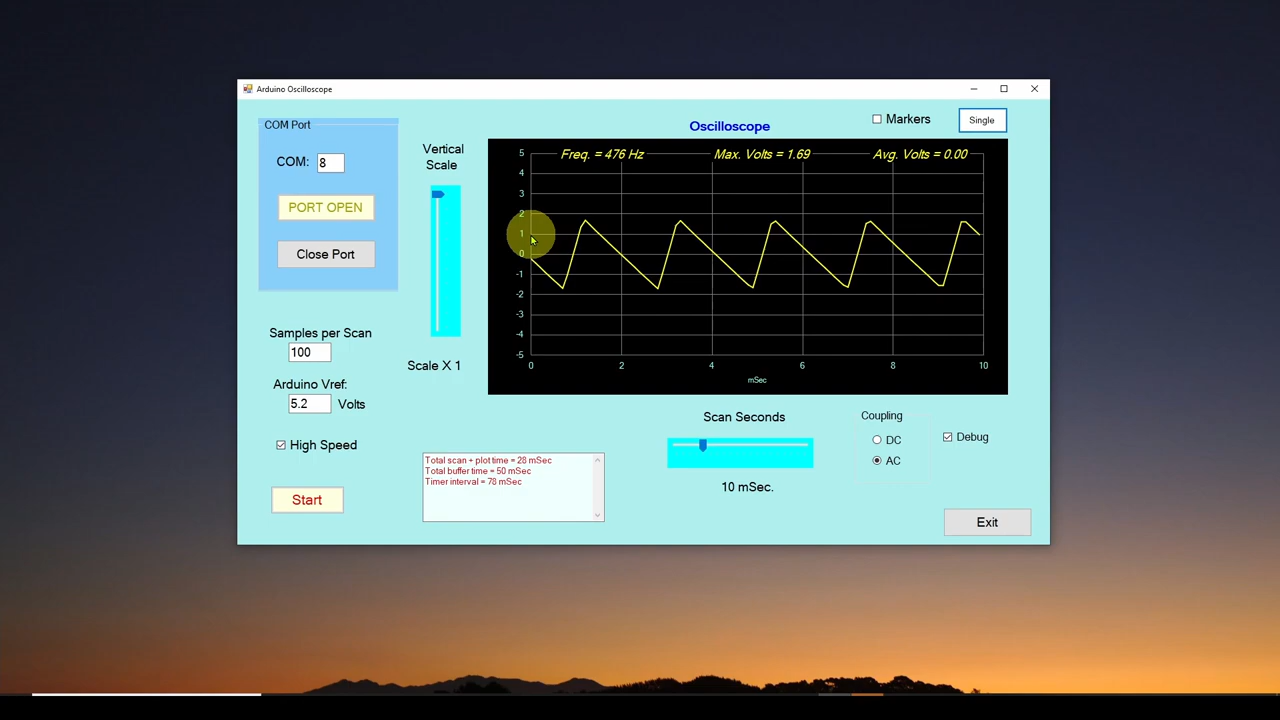 Arduino Oscilloscope
COM Port
COM: 8
PORT OPEN
Close Port
Samples per Scan
100
Arduino Vref:
5.2 Volts
High Speed
Start
Vertical
Scale
Scale X 1
Oscilloscope
Markers
Single
Freq. = 476 Hz Max. Volts = 1.69 Avg. Volts = 0.00
5
4
3
2
1
0
-1
-2
-3
-4
-5
0 2 4 6 8 10
mSec
Total scan + plot time = 28 mSec
Total buffer time = 50 mSec
Timer interval = 78 mSec
Scan Seconds
10 mSec.
Coupling
DC
AC
Debug
Exit